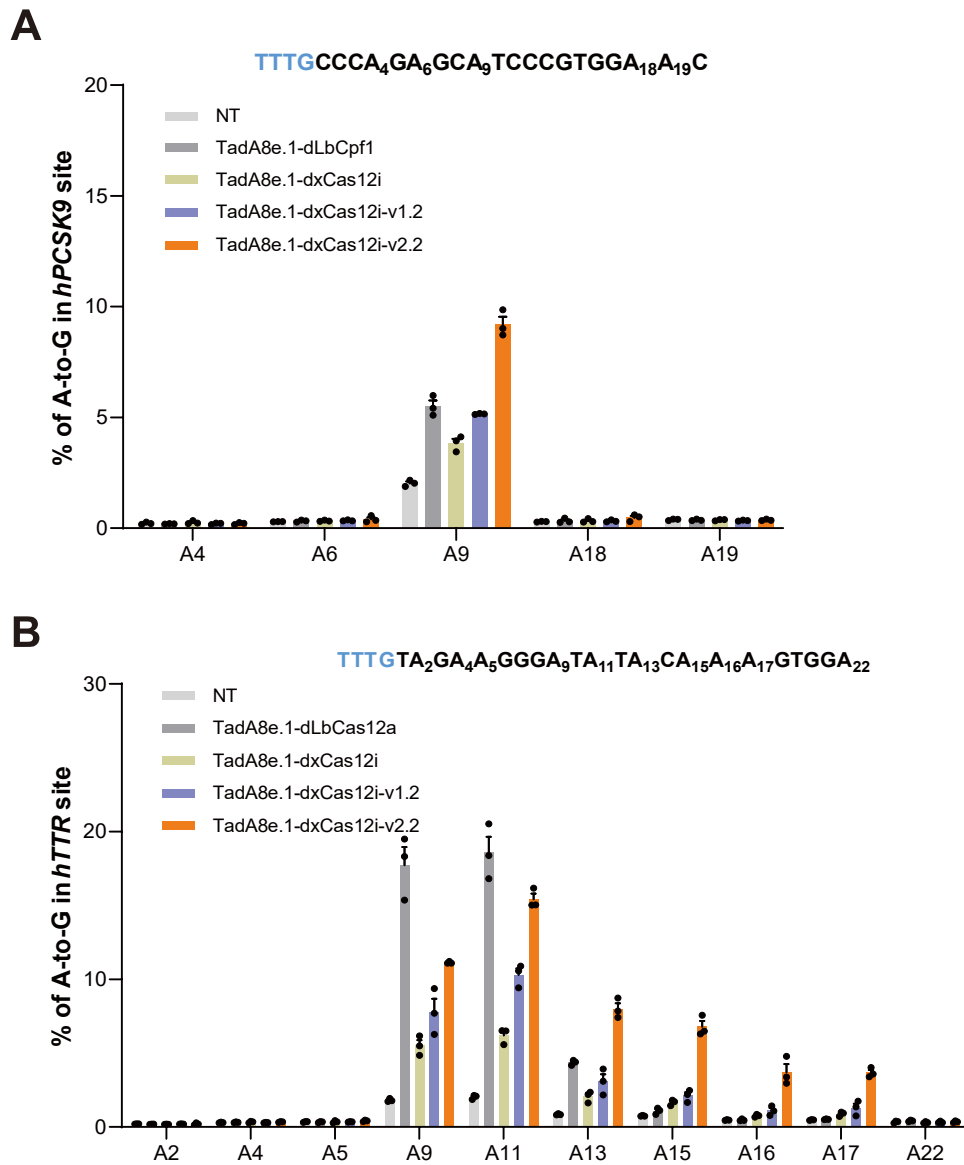 A
TTTGCCCA4GA6GCA9TCCCGTGGA18A19C
% of A-to-G in hPCSK9 site
20
15
10
5
0
NT
TadA8e.1-dLbCpf1
TadA8e.1-dxCas12i
TadA8e.1-dxCas12i-v1.2
TadA8e.1-dxCas12i-v2.2
A4 A6 A9 A18 A19
B
TTTGTA2GA4A5GGGA9TA11TA13CA15A16A17GTGGA22
% of A-to-G in hTTR site
30
20
10
0
NT
TadA8e.1-dLbCas12a
TadA8e.1-dxCas12i
TadA8e.1-dxCas12i-v1.2
TadA8e.1-dxCas12i-v2.2
A2 A4 A5 A9 A11 A13 A15 A16 A17 A22